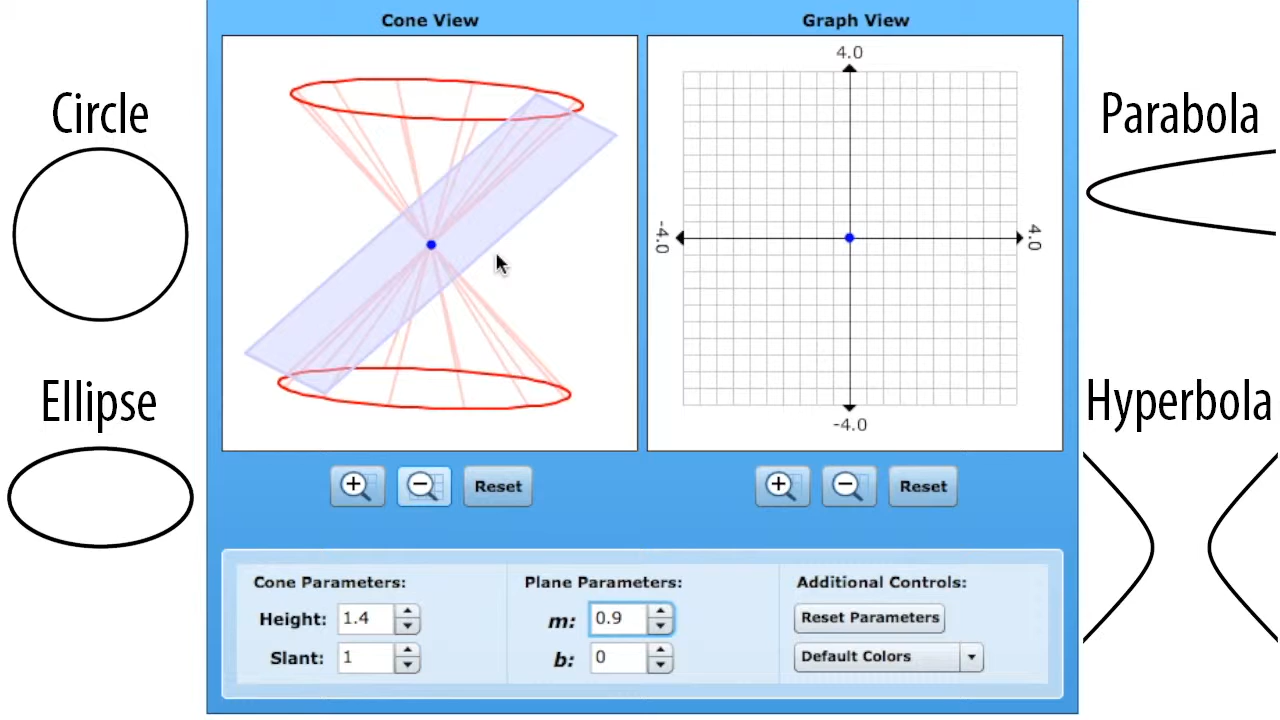 Cone View
Graph View
Circle
Ellipse
Parabola
Hyperbola
4.0
-4.0
4.0
-4.0
Reset
Reset
Cone Parameters:
Height: 1.4
Slant: 1
Plane Parameters:
m: 0.9
b: 0
Additional Controls:
Reset Parameters
Default Colors